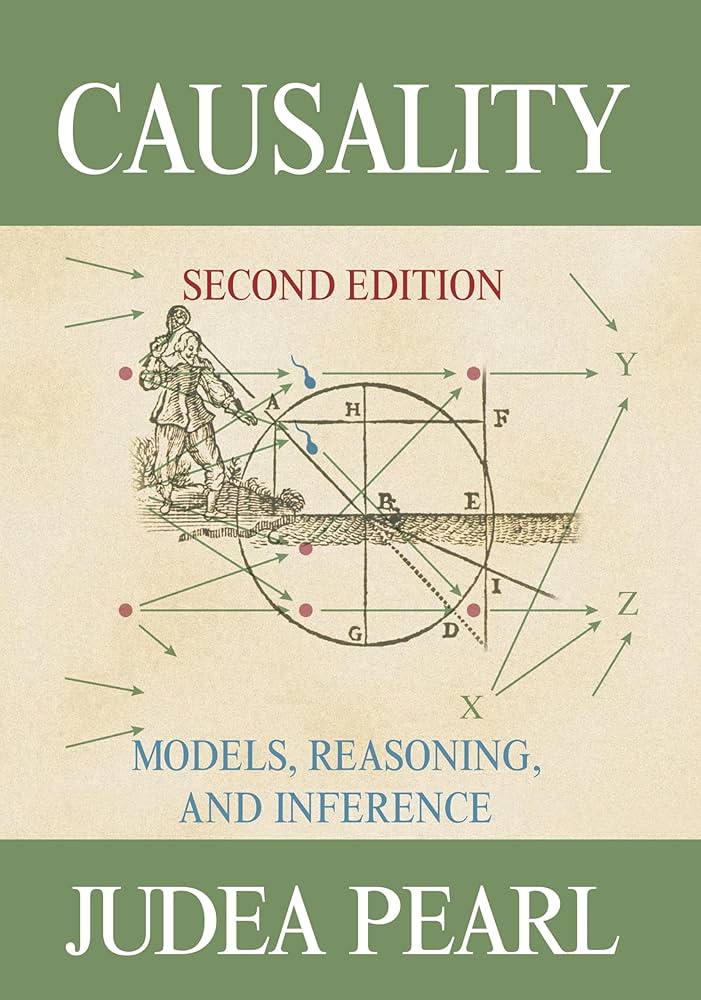 CAUSALITY
SECOND EDITION
Y
A
H
F
B
E
I
Z
G
D
X
MODELS, REASONING,
AND INFERENCE
JUDEA PEARL